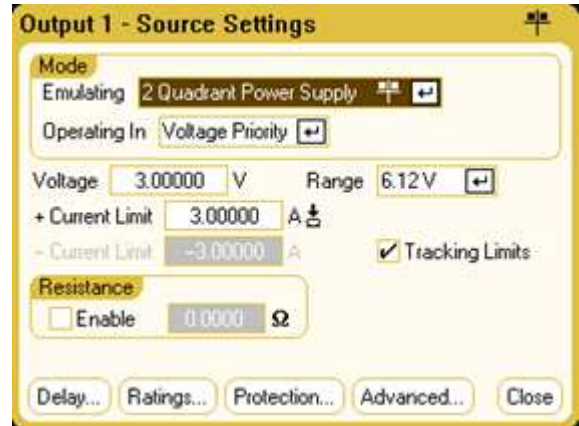 Output 1 - Source Settings
Mode
Emulating 2 Quadrant Power Supply
Operating In Voltage Priority
Voltage 3.00000 V Range 6.12 V
+ Current Limit 3.00000 A
- Current Limit -3.00000 A Tracking Limits
Resistance
Enable 0.0000 Ω
Delay... Ratings... Protection... Advanced... Close